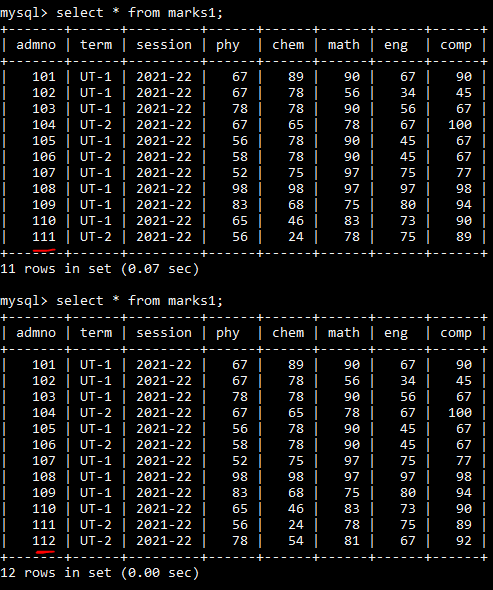 mysql> select * from marks1;
+-------+------+---------+------+------+------+------+------+
| admno | term | session | phy  | chem | math | eng  | comp |
+-------+------+---------+------+------+------+------+------+
|   101 | UT-1 | 2021-22 |   67 |   89 |   90 |   67 |   90 |
|   102 | UT-1 | 2021-22 |   67 |   78 |   56 |   34 |   45 |
|   103 | UT-1 | 2021-22 |   78 |   78 |   90 |   56 |   67 |
|   104 | UT-2 | 2021-22 |   67 |   65 |   78 |   67 |  100 |
|   105 | UT-1 | 2021-22 |   56 |   78 |   90 |   45 |   67 |
|   106 | UT-2 | 2021-22 |   58 |   78 |   90 |   45 |   67 |
|   107 | UT-1 | 2021-22 |   52 |   75 |   97 |   75 |   77 |
|   108 | UT-1 | 2021-22 |   98 |   98 |   97 |   97 |   98 |
|   109 | UT-1 | 2021-22 |   83 |   68 |   75 |   80 |   94 |
|   110 | UT-1 | 2021-22 |   65 |   46 |   83 |   73 |   90 |
|   111 | UT-2 | 2021-22 |   56 |   24 |   78 |   75 |   89 |
+-------+------+---------+------+------+------+------+------+
11 rows in set (0.07 sec)
mysql> select * from marks1;
+-------+------+---------+------+------+------+------+------+
| admno | term | session | phy  | chem | math | eng  | comp |
+-------+------+---------+------+------+------+------+------+
|   101 | UT-1 | 2021-22 |   67 |   89 |   90 |   67 |   90 |
|   102 | UT-1 | 2021-22 |   67 |   78 |   56 |   34 |   45 |
|   103 | UT-1 | 2021-22 |   78 |   78 |   90 |   56 |   67 |
|   104 | UT-2 | 2021-22 |   67 |   65 |   78 |   67 |  100 |
|   105 | UT-1 | 2021-22 |   56 |   78 |   90 |   45 |   67 |
|   106 | UT-2 | 2021-22 |   58 |   78 |   90 |   45 |   67 |
|   107 | UT-1 | 2021-22 |   52 |   75 |   97 |   75 |   77 |
|   108 | UT-1 | 2021-22 |   98 |   98 |   97 |   97 |   98 |
|   109 | UT-1 | 2021-22 |   83 |   68 |   75 |   80 |   94 |
|   110 | UT-1 | 2021-22 |   65 |   46 |   83 |   73 |   90 |
|   111 | UT-2 | 2021-22 |   56 |   24 |   78 |   75 |   89 |
|   112 | UT-2 | 2021-22 |   78 |   54 |   81 |   67 |   92 |
+-------+------+---------+------+------+------+------+------+
12 rows in set (0.00 sec)